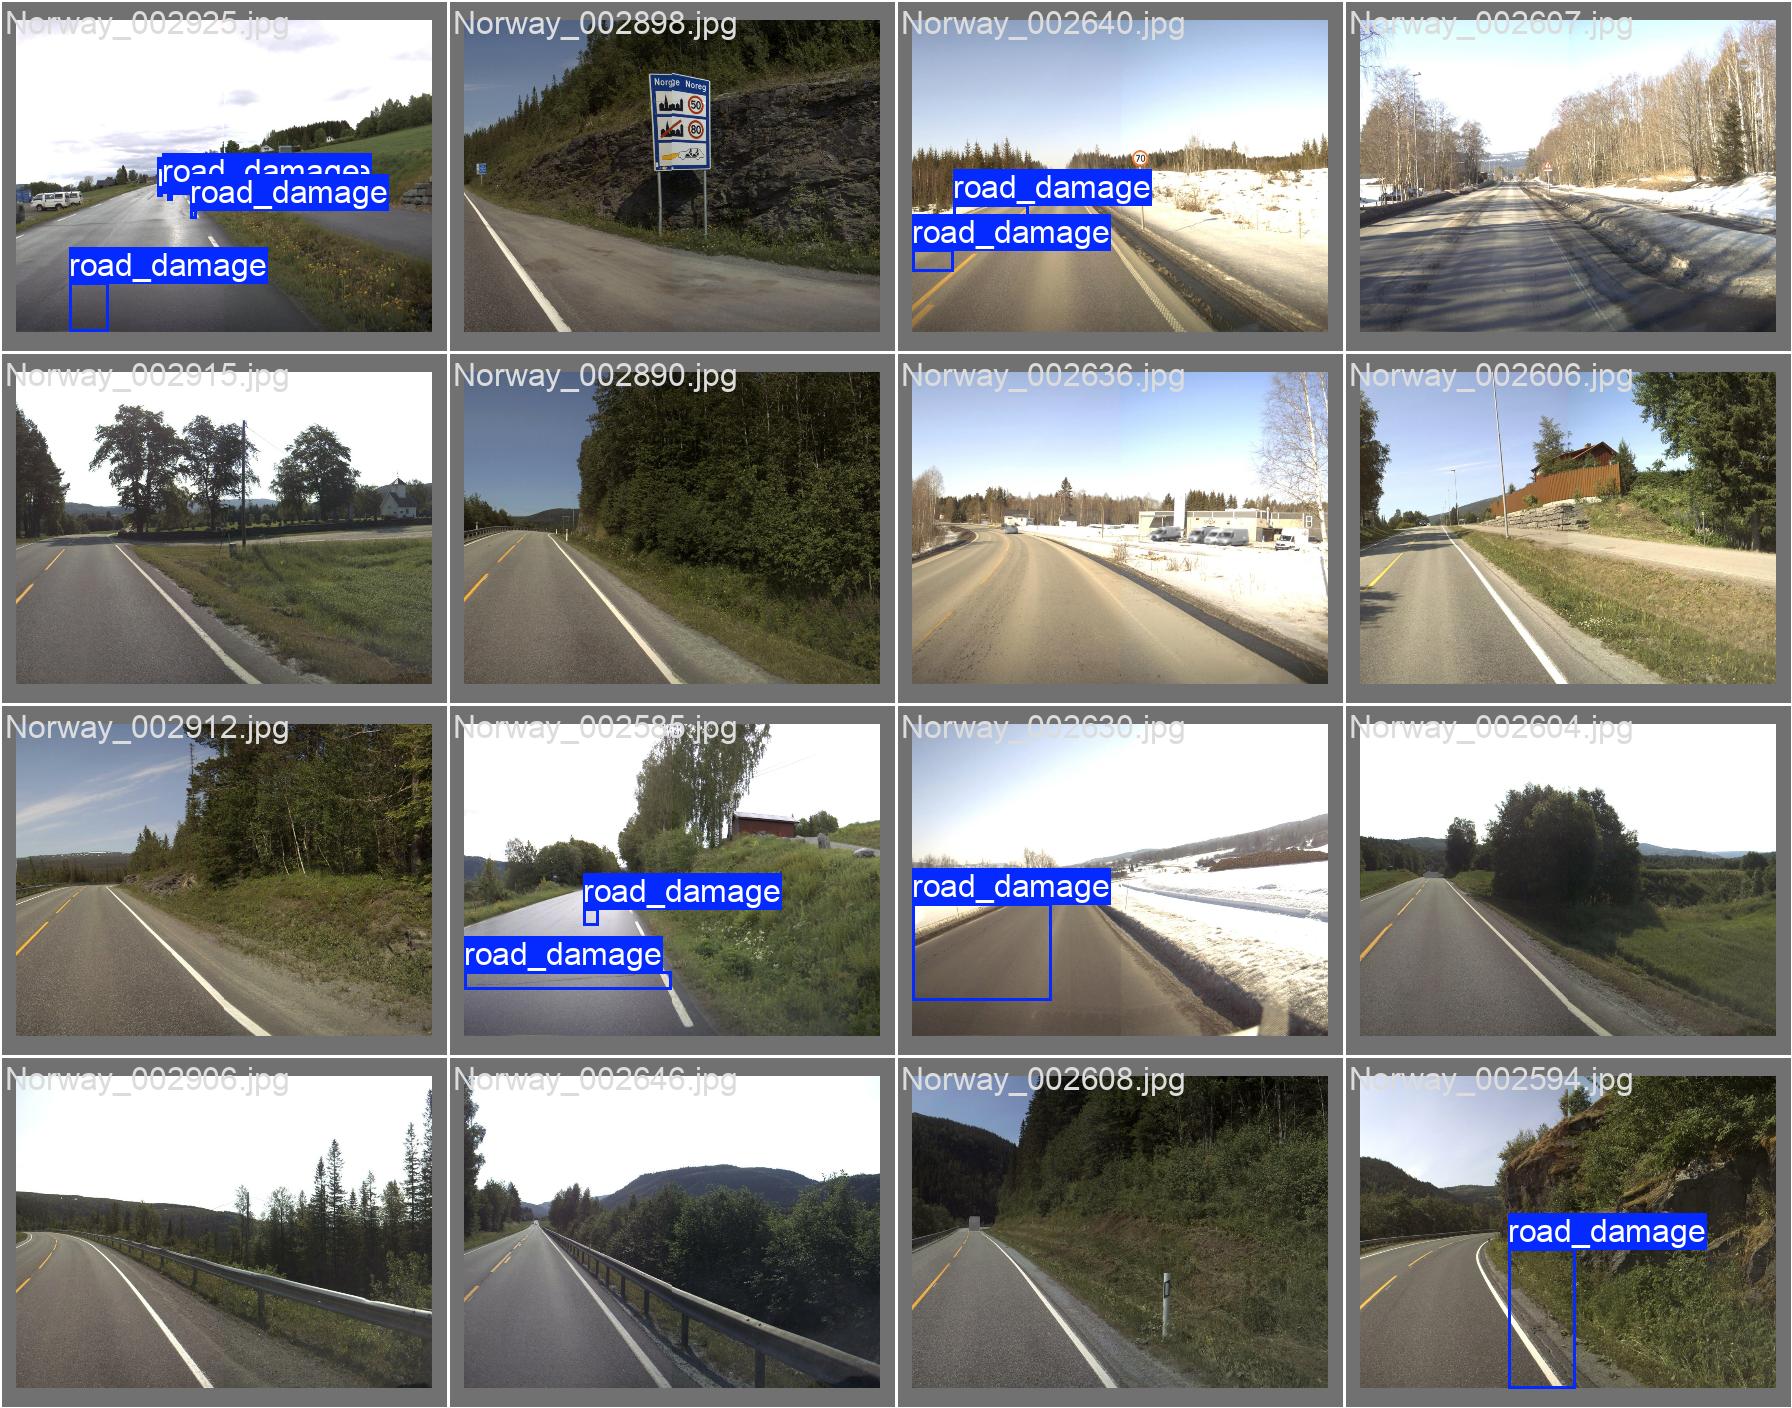 Norway_002925.jpg
road_damage
road_damage
road_damage
Norway_002898.jpg
Norge Noreg
50
80
Norway_002640.jpg
70
road_damage
road_damage
Norway_002607.jpg
Norway_002915.jpg
Norway_002890.jpg
Norway_002636.jpg
Norway_002606.jpg
Norway_002912.jpg
Norway_002585.jpg
road_damage
road_damage
Norway_002630.jpg
road_damage
Norway_002604.jpg
Norway_002906.jpg
Norway_002646.jpg
Norway_002608.jpg
Norway_002594.jpg
road_damage